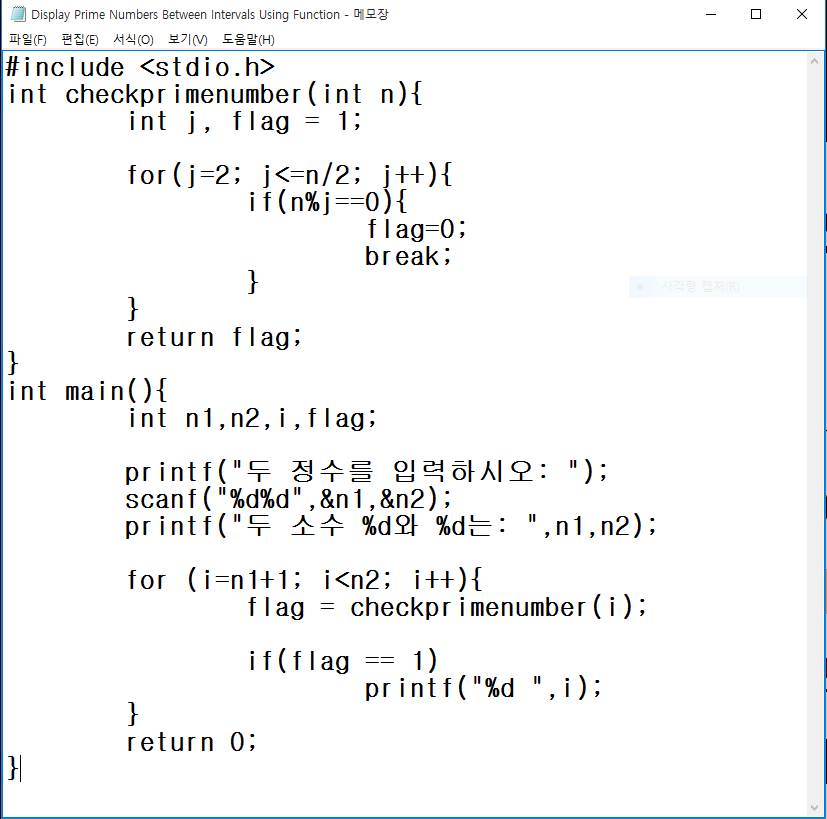 Display Prime Numbers Between Intervals Using Function - 메모장
파일(F) 편집(E) 서식(O) 보기(V) 도움말(H)
#include <stdio.h>
int checkprimenumber(int n){
int j, flag = 1;
for(j=2; j<=n/2; j++){
if(n%j==0){
flag=0;
break;
}
}
return flag;
}
int main(){
int n1,n2,i,flag;
printf("두 정수를 입력하시오: ");
scanf("%d%d",&n1,&n2);
printf("두 소수 %d와 %d는: ",n1,n2);
for (i=n1+1; i<n2; i++){
flag = checkprimenumber(i);
if(flag == 1)
printf("%d ",i);
}
return 0;
}
사각형 캡처(R)